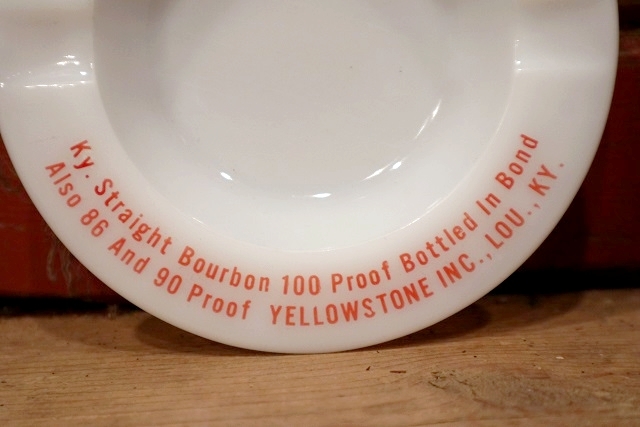 Ky. Straight Bourbon 100 Proof Bottled In Bond
Also 86 And 90 Proof YELLOWSTONE INC., LOU., KY.